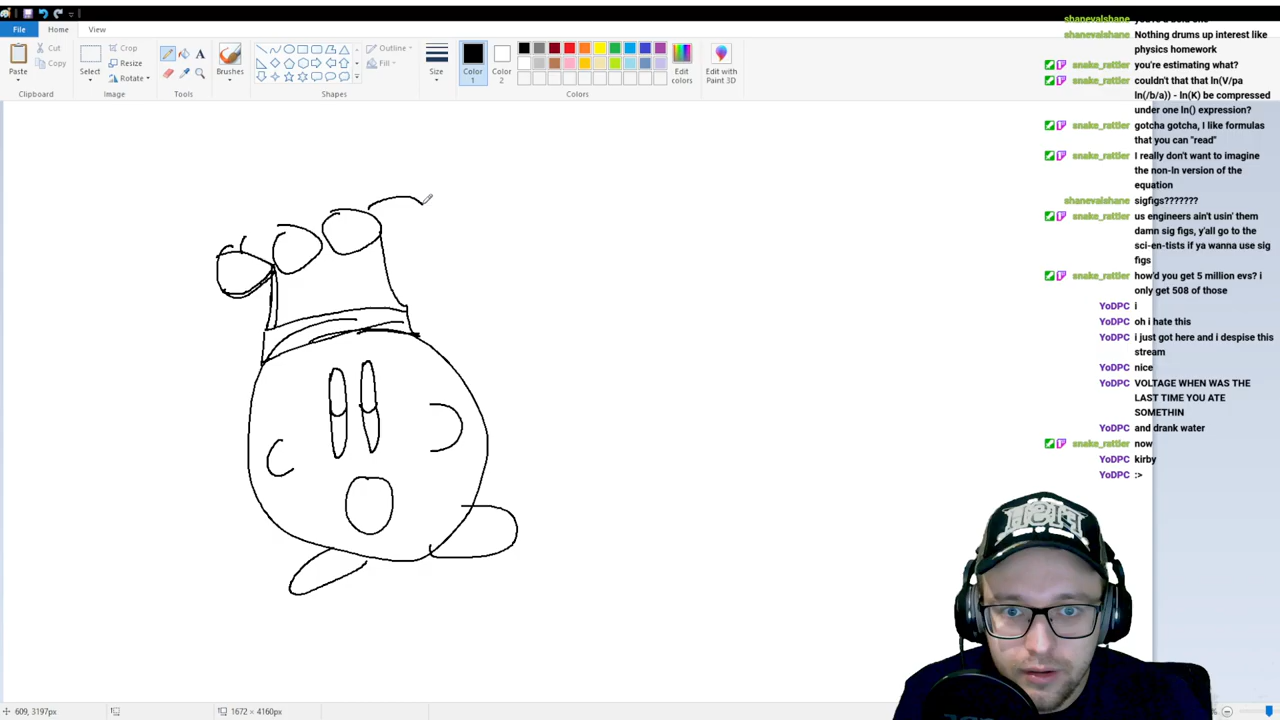 File
Home
View
Paste
Cut
Copy
Clipboard
Select
Crop
Resize
Rotate
Image
Tools
Brushes
Shapes
Outline
Fill
Size
Color
1
Color
2
Edit
colors
Colors
Edit with
Paint 3D
shanevalshane
shanevalshane Nothing drums up interest like
physics homework
snake_rattler you're estimating what?
snake_rattler couldn't that that ln(V/pa
ln(/b/a)) - ln(K) be compressed
under one ln() expression?
snake_rattler gotcha gotcha, I like formulas
that you can "read"
snake_rattler I really don't want to imagine
the non-ln version of the
equation
shanevalshane sigfigs???????
snake_rattler us engineers ain't usin' them
damn sig figs, y'all go to the
sci-en-tists if ya wanna use sig
figs
snake_rattler how'd you get 5 million evs? i
only get 508 of those
YoDPC i
YoDPC oh i hate this
YoDPC i just got here and i despise this
stream
YoDPC nice
YoDPC VOLTAGE WHEN WAS THE
LAST TIME YOU ATE
SOMETHIN
YoDPC and drank water
snake_rattler now
YoDPC kirby
YoDPC :>
609, 3197px
1672 × 4160px